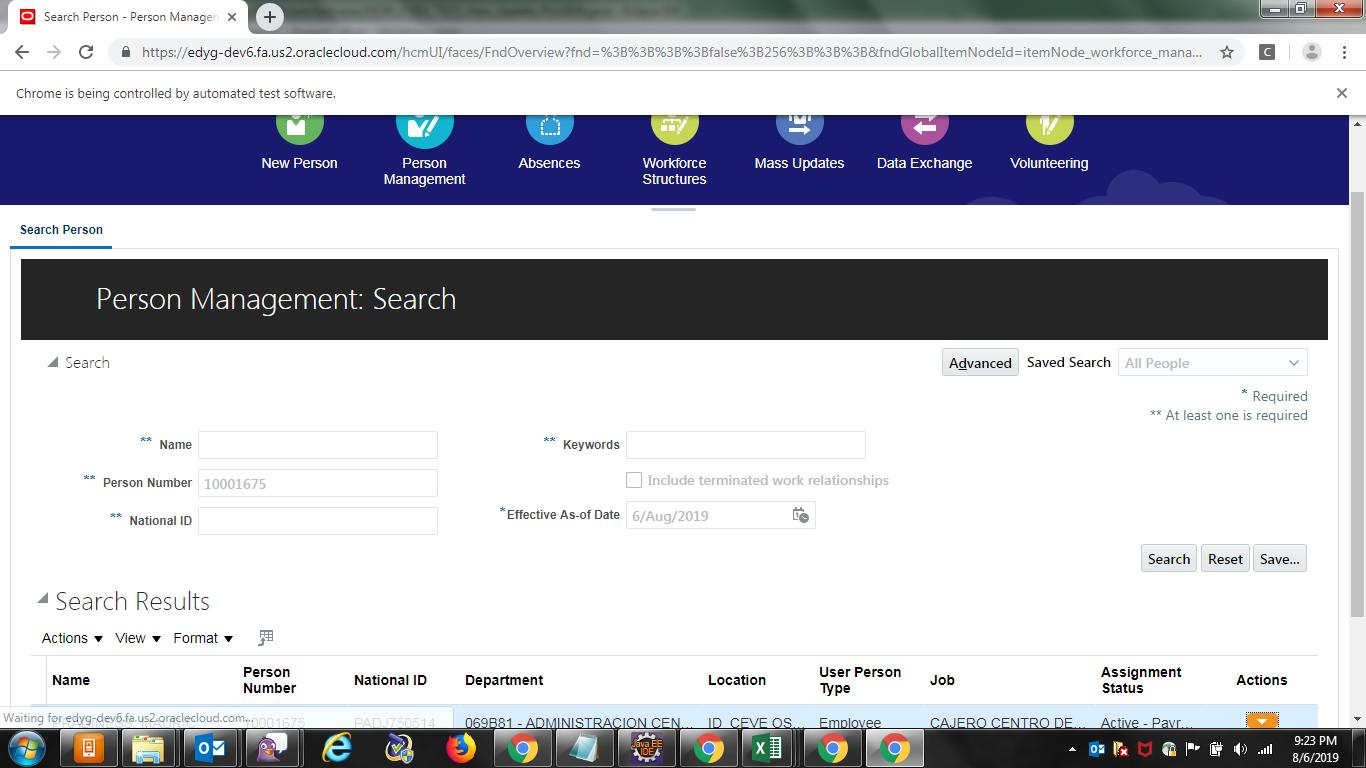 Search Person - Person Managen
https://edyg-dev6.fa.us2.oraclecloud.com/hcmUI/faces/FndOverview?fnd=%3B%3B%3B%3Bfalse%3B256%3B%3B%3B&fndGlobalItemNodeId=itemNode_workforce_mana...
C
Chrome is being controlled by automated test software.
New Person
Person Management
Absences
Workforce Structures
Mass Updates
Data Exchange
Volunteering
Search Person
Person Management: Search
Search
Advanced
Saved Search
All People
* Required
** At least one is required
** Name
** Keywords
** Person Number 10001675
Include terminated work relationships
** National ID
*Effective As-of Date 6/Aug/2019
Search Reset Save...
Search Results
Actions View Format
Name
Person Number
National ID
Department
Location
User Person Type
Job
Assignment Status
Actions
10001675 PADJ750514 069B81 - ADMINISTRACION CEN... ID_CEVE OS... Employee CAJERO CENTRO DE... Active - Payr...
Waiting for edyg-dev6.fa.us2.oraclecloud.com...
Java EE IDE
9:23 PM
8/6/2019